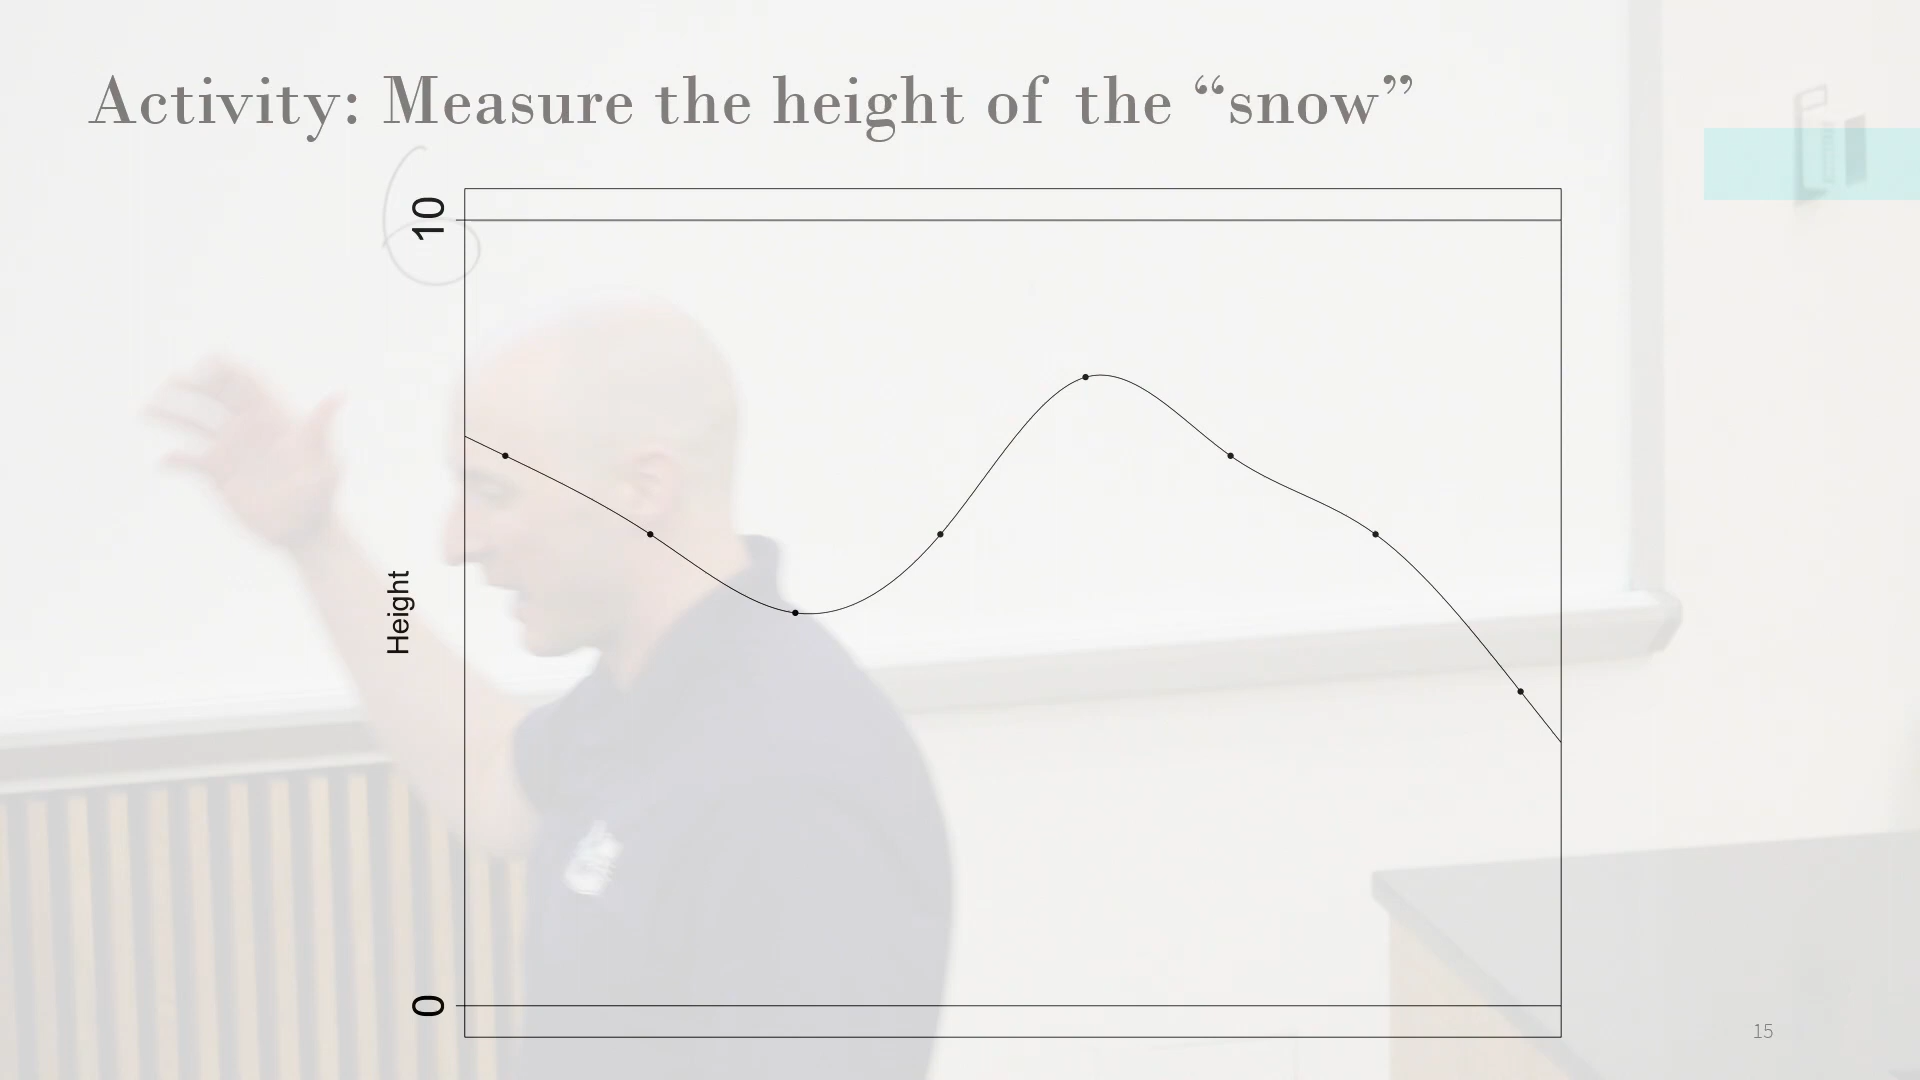 Activity: Measure the height of the “snow”
10
Height
0
15